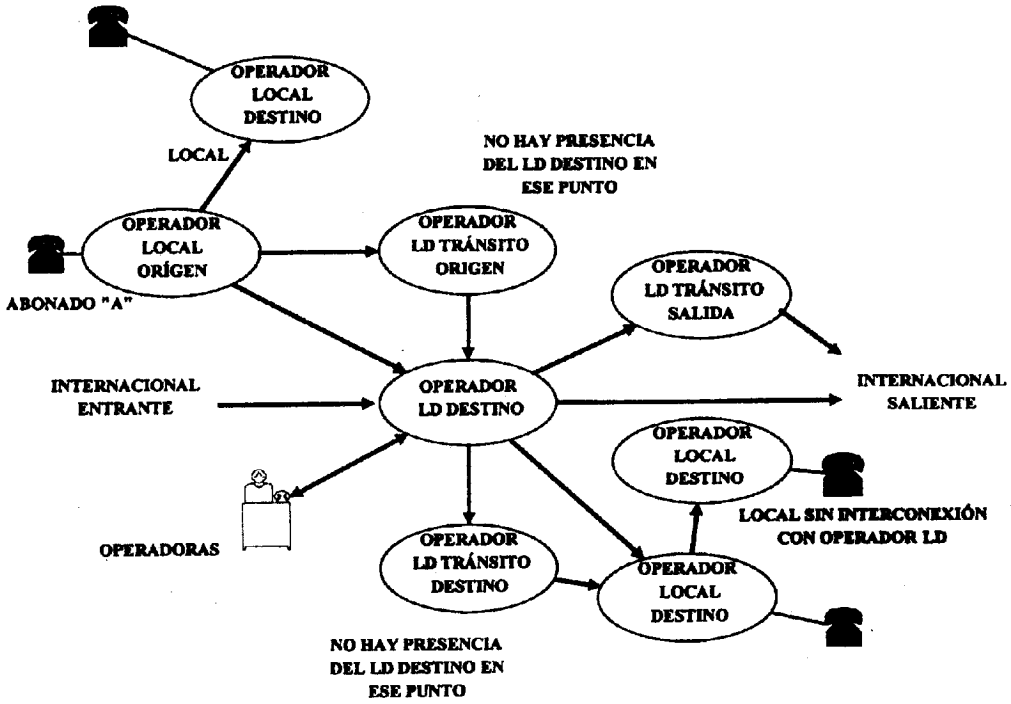 OPERADOR
LOCAL
DESTINO
LOCAL
NO HAY PRESENCIA
DEL LD DESTINO EN
ESE PUNTO
OPERADOR
LOCAL
ORÍGEN
ABONADO "A"
OPERADOR
LD TRÁNSITO
ORIGEN
OPERADOR
LD TRÁNSITO
SALIDA
INTERNACIONAL
ENTRANTE
OPERADOR
LD DESTINO
INTERNACIONAL
SALIENTE
OPERADOR
LOCAL
DESTINO
LOCAL SIN INTERCONEXIÓN
CON OPERADOR LD
OPERADORAS
OPERADOR
LD TRÁNSITO
DESTINO
OPERADOR
LOCAL
DESTINO
NO HAY PRESENCIA
DEL LD DESTINO EN
ESE PUNTO